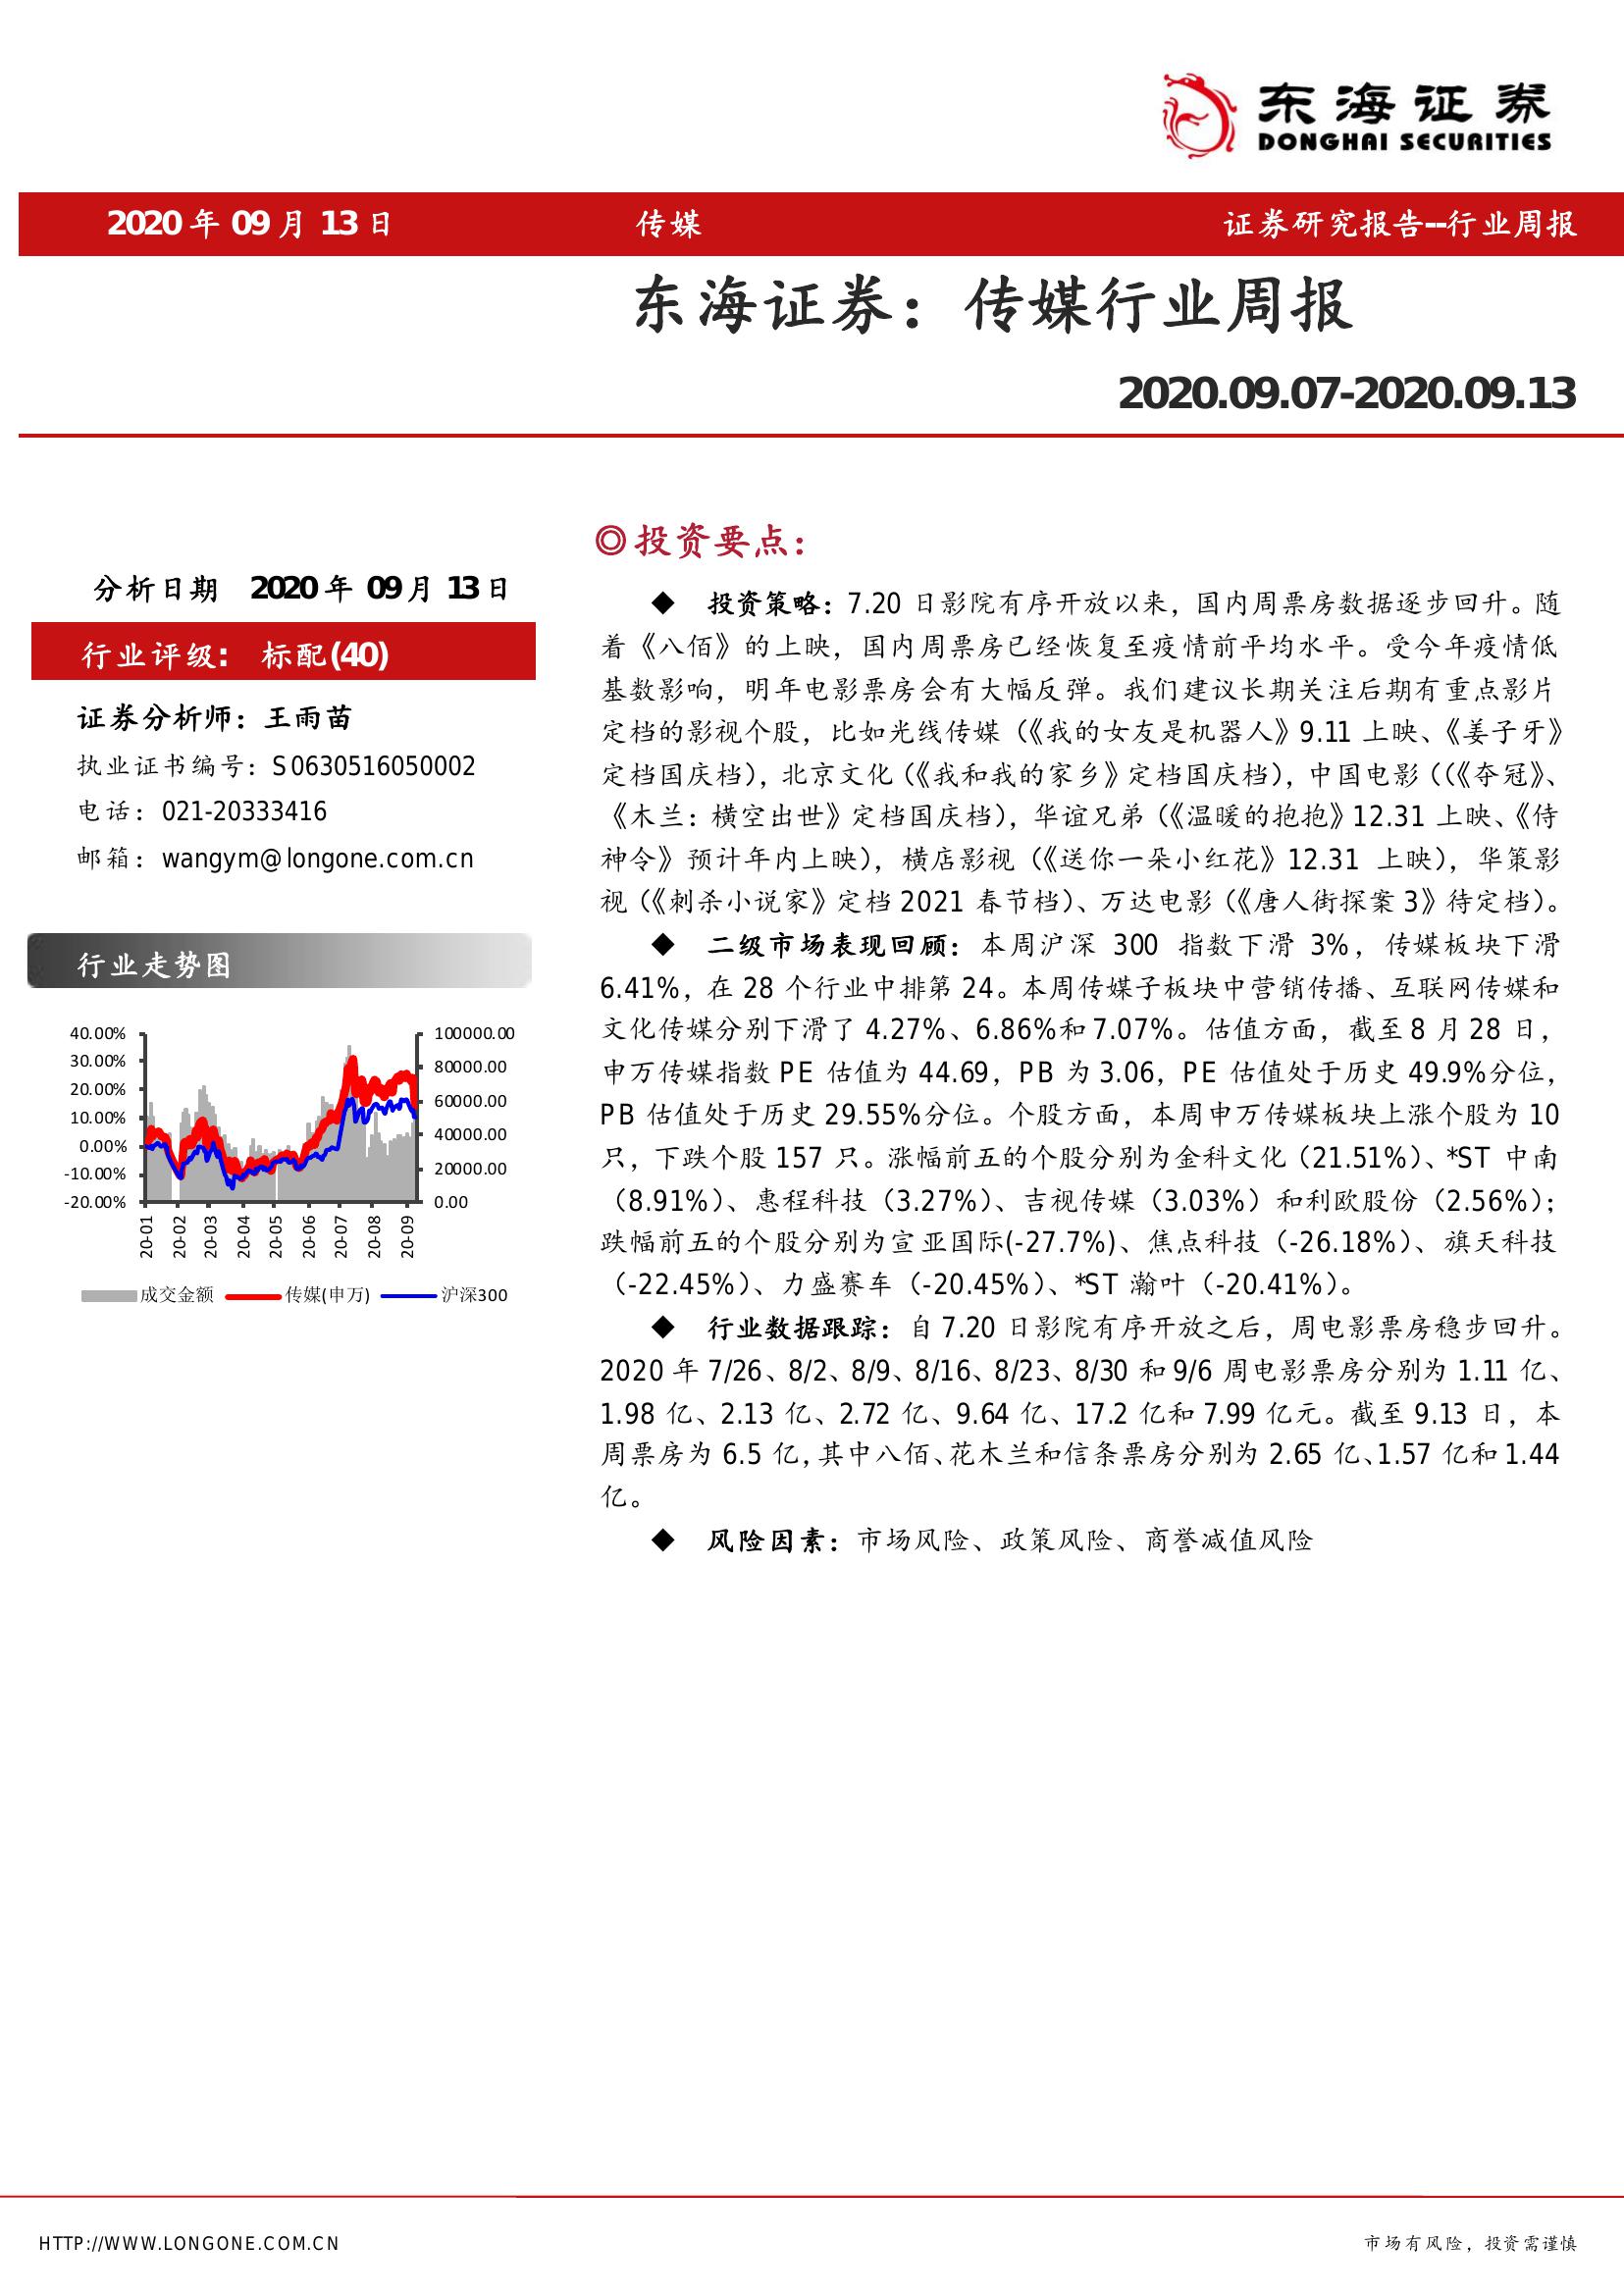 东海证券
DONGHAI SECURITIES
2020 年 09 月 13 日 传媒 证券研究报告--行业周报
东海证券：传媒行业周报
2020.09.07-2020.09.13
分析日期 2020 年 09 月 13 日
行业评级： 标配(40)
证券分析师：王雨苗
执业证书编号：S0630516050002
电话：021-20333416
邮箱：wangym@longone.com.cn
行业走势图
40.00%
30.00%
20.00%
10.00%
0.00%
-10.00%
-20.00%
100000.00
80000.00
60000.00
40000.00
20000.00
0.00
20-01
20-02
20-03
20-04
20-05
20-06
20-07
20-08
20-09
成交金额 传媒(申万) 沪深300
◎投资要点：
◆ 投资策略：7.20 日影院有序开放以来，国内周票房数据逐步回升。随
着《八佰》的上映，国内周票房已经恢复至疫情前平均水平。受今年疫情低
基数影响，明年电影票房会有大幅反弹。我们建议长期关注后期有重点影片
定档的影视个股，比如光线传媒（《我的女友是机器人》9.11 上映、《姜子牙》
定档国庆档），北京文化（《我和我的家乡》定档国庆档），中国电影（（《夺冠》、
《木兰：横空出世》定档国庆档），华谊兄弟（《温暖的抱抱》12.31 上映、《侍
神令》预计年内上映），横店影视（《送你一朵小红花》12.31 上映），华策影
视（《刺杀小说家》定档 2021 春节档）、万达电影（《唐人街探案 3》待定档）。
◆ 二级市场表现回顾：本周沪深 300 指数下滑 3%，传媒板块下滑
6.41%，在 28 个行业中排第 24。本周传媒子板块中营销传播、互联网传媒和
文化传媒分别下滑了 4.27%、6.86%和 7.07%。估值方面，截至 8 月 28 日，
申万传媒指数 PE 估值为 44.69，PB 为 3.06，PE 估值处于历史 49.9%分位，
PB 估值处于历史 29.55%分位。个股方面，本周申万传媒板块上涨个股为 10
只，下跌个股 157 只。涨幅前五的个股分别为金科文化（21.51%）、*ST 中南
（8.91%）、惠程科技（3.27%）、吉视传媒（3.03%）和利欧股份（2.56%）；
跌幅前五的个股分别为宣亚国际(-27.7%)、焦点科技（-26.18%）、旗天科技
（-22.45%）、力盛赛车（-20.45%）、*ST 瀚叶（-20.41%）。
◆ 行业数据跟踪：自 7.20 日影院有序开放之后，周电影票房稳步回升。
2020 年 7/26、8/2、8/9、8/16、8/23、8/30 和 9/6 周电影票房分别为 1.11 亿、
1.98 亿、2.13 亿、2.72 亿、9.64 亿、17.2 亿和 7.99 亿元。截至 9.13 日，本
周票房为 6.5 亿，其中八佰、花木兰和信条票房分别为 2.65 亿、1.57 亿和 1.44
亿。
◆ 风险因素：市场风险、政策风险、商誉减值风险
HTTP://WWW.LONGONE.COM.CN 市场有风险，投资需谨慎